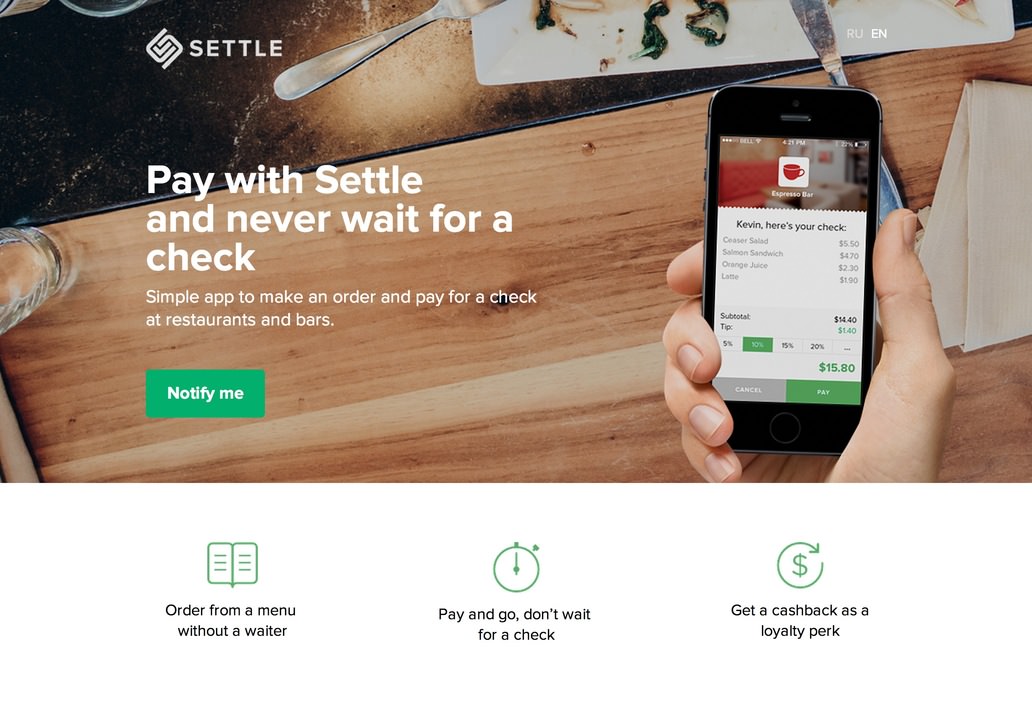 SETTLE
RU EN
Pay with Settle
and never wait for a
check
Simple app to make an order and pay for a check
at restaurants and bars.
Notify me
BELL 4:21 PM 22%
Espresso Bar
Kevin, here's your check:
Ceaser Salad $5.50
Salmon Sandwich $4.70
Orange Juice $2.30
Latte $1.90
Subtotal: $14.40
Tip: $1.40
5% 10% 15% 20% ...
$15.80
CANCEL PAY
Order from a menu
without a waiter
Pay and go, don't wait
for a check
Get a cashback as a
loyalty perk